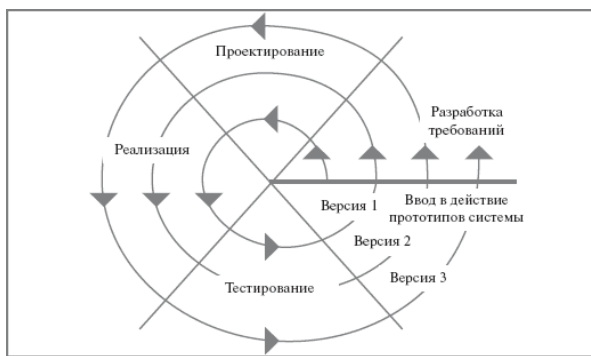 Проектирование
Разработка
требований
Реализация
Ввод в действие
прототипов системы
Версия 1
Версия 2
Версия 3
Тестирование